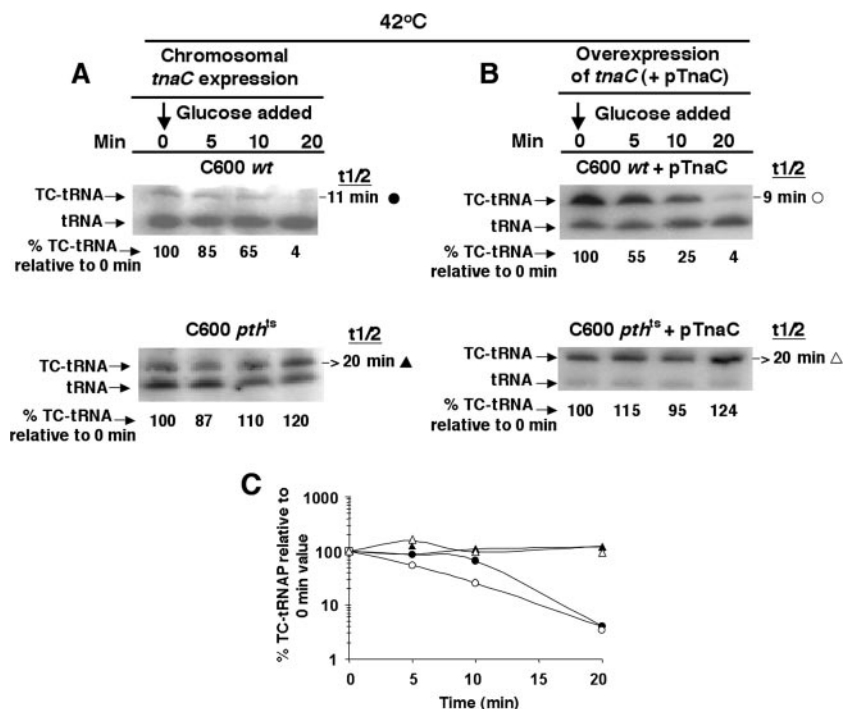 42°C
A
Chromosomal
tnaC expression
Glucose added
Min 0 5 10 20
C600 wt
t1/2
TC-tRNA
11 min ●
tRNA
% TC-tRNA
relative to 0 min
100 85 65 4
C600 pth^ts
t1/2
TC-tRNA
> 20 min ▲
tRNA
% TC-tRNA
relative to 0 min
100 87 110 120
B
Overexpression
of tnaC (+ pTnaC)
Glucose added
Min 0 5 10 20
C600 wt + pTnaC
t1/2
TC-tRNA
9 min ○
tRNA
% TC-tRNA
relative to 0 min
100 55 25 4
C600 pth^ts + pTnaC
t1/2
TC-tRNA
> 20 min △
tRNA
% TC-tRNA
relative to 0 min
100 115 95 124
C
% TC-tRNAP relative to
0 min value
1000
100
10
1
0 5 10 15 20
Time (min)